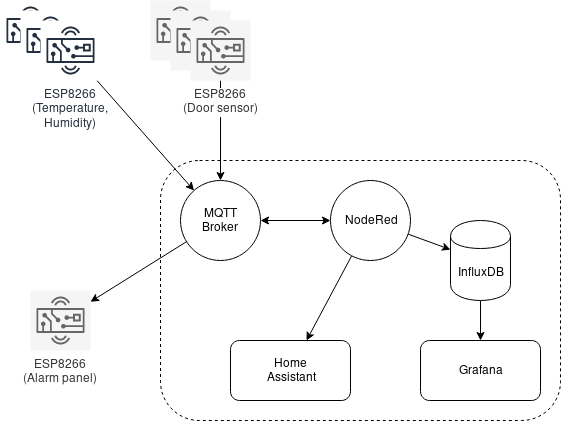 ESP8266
(Temperature,
Humidity)
ESP8266
(Door sensor)
MQTT
Broker
NodeRed
InfluxDB
ESP8266
(Alarm panel)
Home
Assistant
Grafana